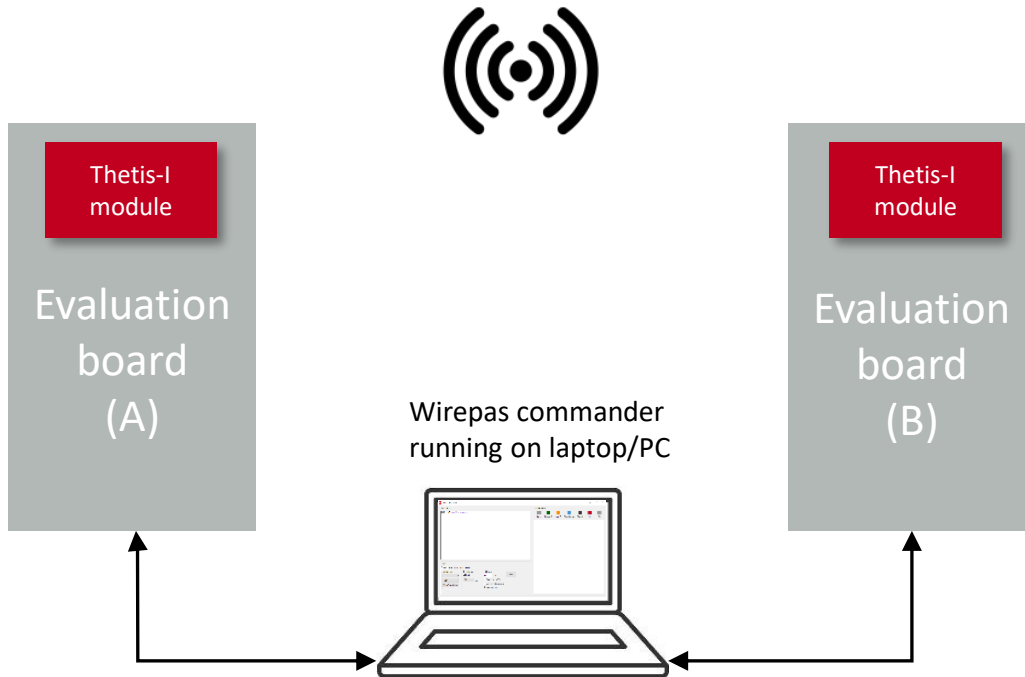 Thetis-I
module
Evaluation
board
(A)
Thetis-I
module
Evaluation
board
(B)
Wirepas commander
running on laptop/PC